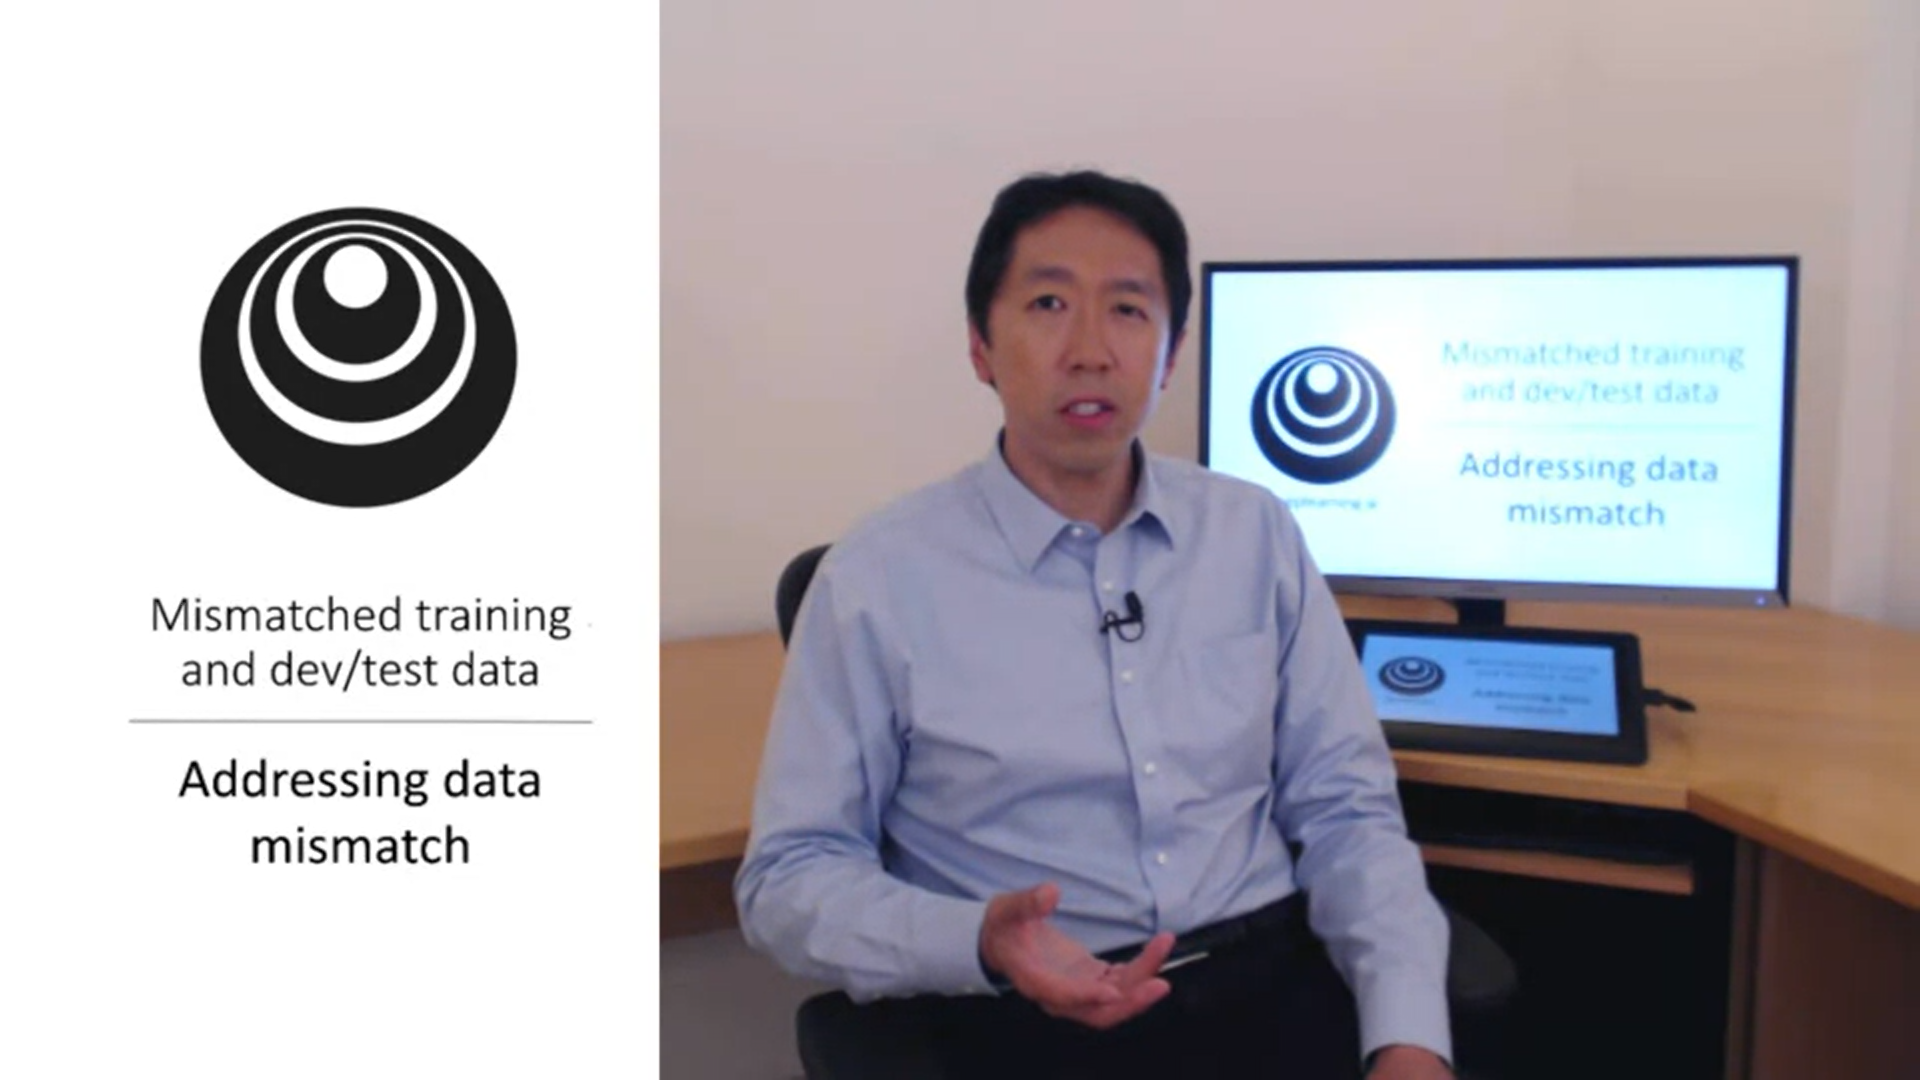 Mismatched training
and dev/test data
Addressing data
mismatch
Mismatched training
and dev/test data
Addressing data
mismatch